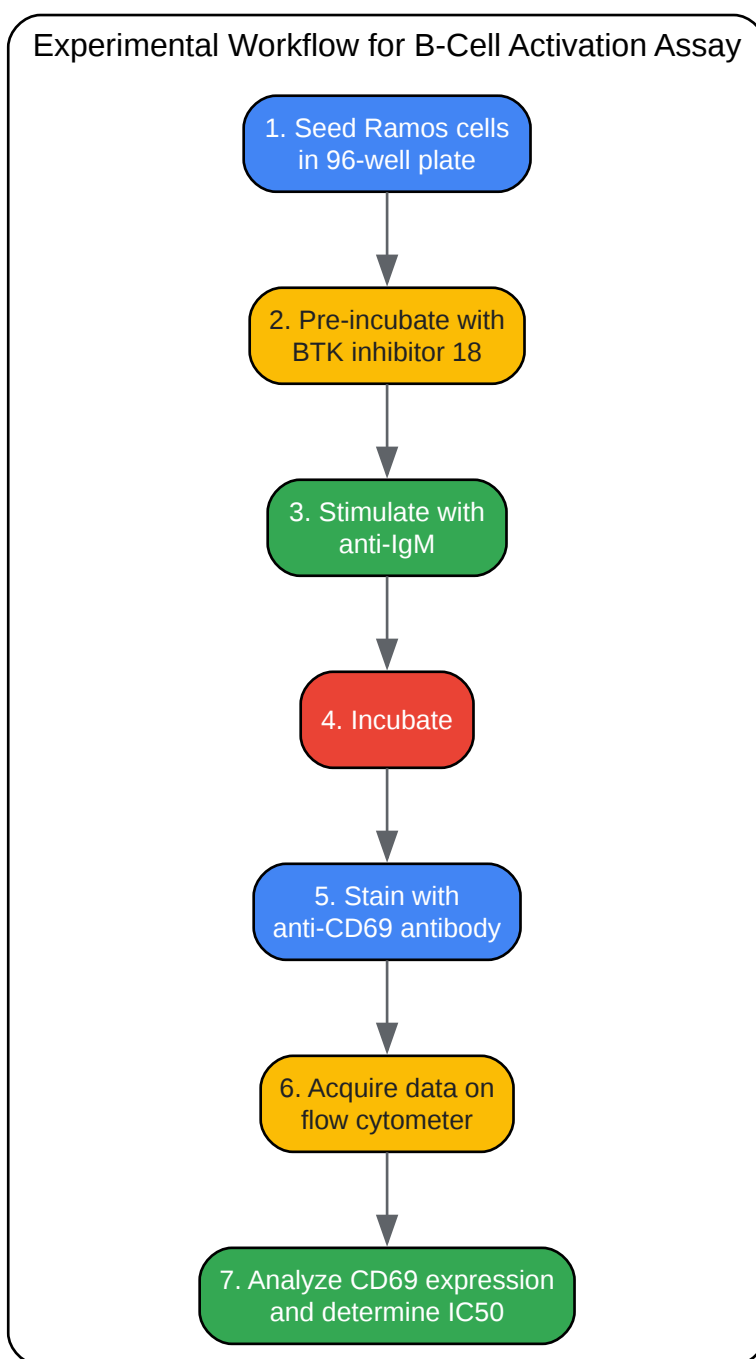 Experimental Workflow for B-Cell Activation Assay
1. Seed Ramos cells
in 96-well plate
2. Pre-incubate with
BTK inhibitor 18
3. Stimulate with
anti-IgM
4. Incubate
5. Stain with
anti-CD69 antibody
6. Acquire data on
flow cytometer
7. Analyze CD69 expression
and determine IC50